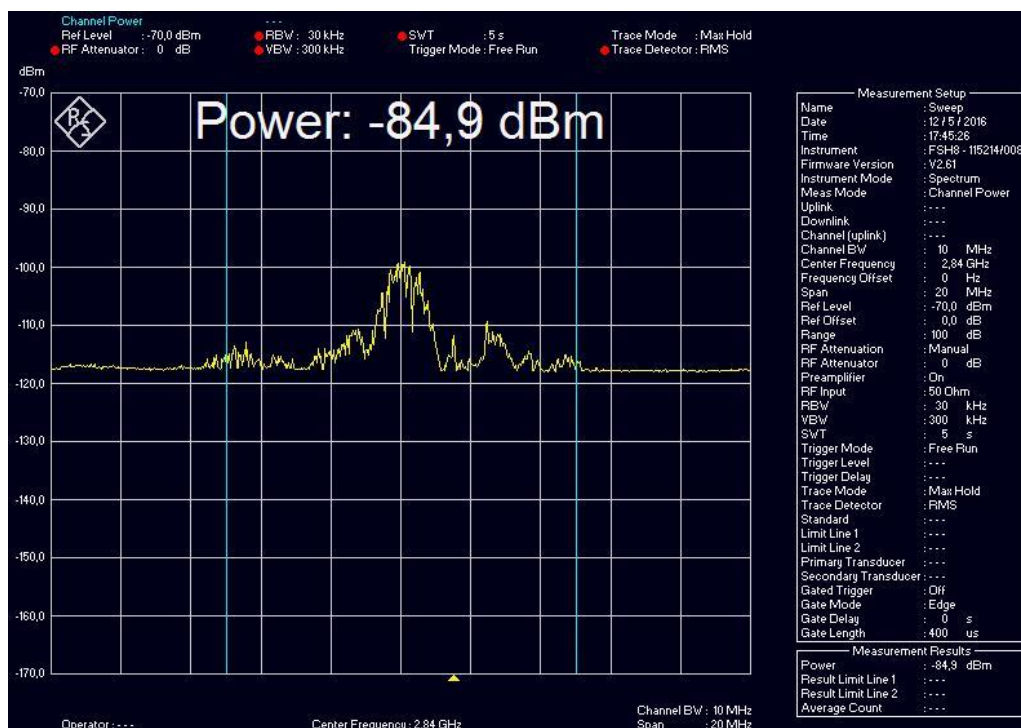 Channel Power
---
Ref Level : -70,0 dBm
RBW : 30 kHz
SWT : 5 s
Trace Mode : Max Hold
RF Attenuator : 0 dB
VBW : 300 kHz
Trigger Mode : Free Run
Trace Detector : RMS
dBm
-70,0
-80,0
-90,0
-100,0
-110,0
-120,0
-130,0
-140,0
-150,0
-160,0
-170,0
R&S
Power: -84,9 dBm
Channel BW : 10 MHz
Operator : ---
Center Frequency : 2,84 GHz
Span : 20 MHz
Measurement Setup
Name : Sweep
Date : 12 / 5 / 2016
Time : 17:45:26
Instrument : FSH8 - 115214/008
Firmware Version : V2.61
Instrument Mode : Spectrum
Meas Mode : Channel Power
Uplink : ---
Downlink : ---
Channel (uplink) : ---
Channel BW : 10 MHz
Center Frequency : 2,84 GHz
Frequency Offset : 0 Hz
Span : 20 MHz
Ref Level : -70,0 dBm
Ref Offset : 0,0 dB
Range : 100 dB
RF Attenuation : Manual
RF Attenuator : 0 dB
Preamplifier : On
RF Input : 50 Ohm
RBW : 30 kHz
VBW : 300 kHz
SWT : 5 s
Trigger Mode : Free Run
Trigger Level : ---
Trigger Delay : ---
Trace Mode : Max Hold
Trace Detector : RMS
Standard : ---
Limit Line 1 : ---
Limit Line 2 : ---
Primary Transducer : ---
Secondary Transducer : ---
Gated Trigger : Off
Gate Mode : Edge
Gate Delay : 0 s
Gate Length : 400 us
Measurement Results
Power : -84,9 dBm
Result Limit Line 1 : ---
Result Limit Line 2 : ---
Average Count : ---